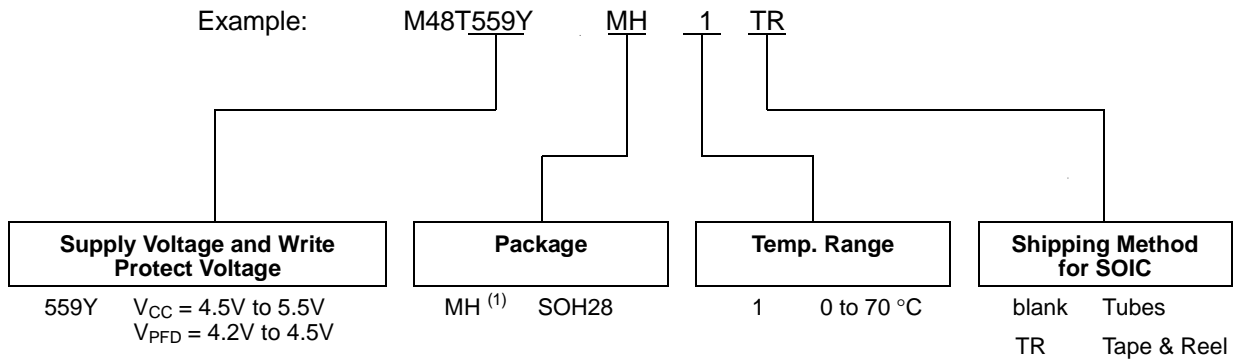 Example: M48T559Y MH 1 TR
Supply Voltage and Write
Protect Voltage
559Y V_CC = 4.5V to 5.5V
V_PFD = 4.2V to 4.5V
Package
MH (1) SOH28
Temp. Range
1 0 to 70 °C
Shipping Method
for SOIC
blank Tubes
TR Tape & Reel